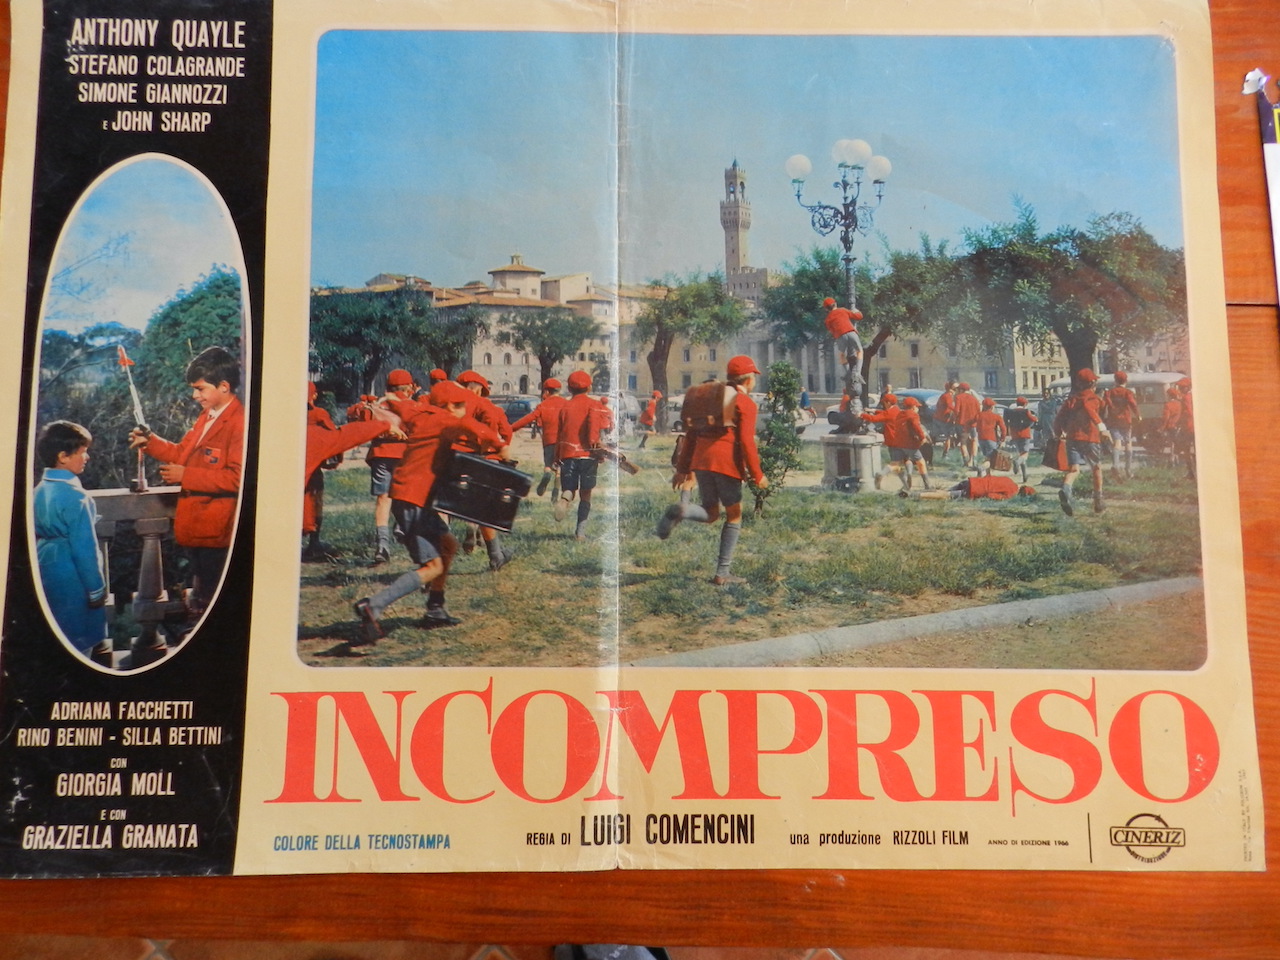 ANTHONY QUAYLE
STEFANO COLAGRANDE
SIMONE GIANNOZZI
E JOHN SHARP
ADRIANA FACCHETTI
RINO BENINI - SILLA BETTINI
CON
GIORGIA MOLL
E CON
GRAZIELLA GRANATA
INCOMPRESO
COLORE DELLA TECNOSTAMPA
REGIA DI LUIGI COMENCINI
una produzione RIZZOLI FILM
ANNO DI EDIZIONE 1966
CINERIZ